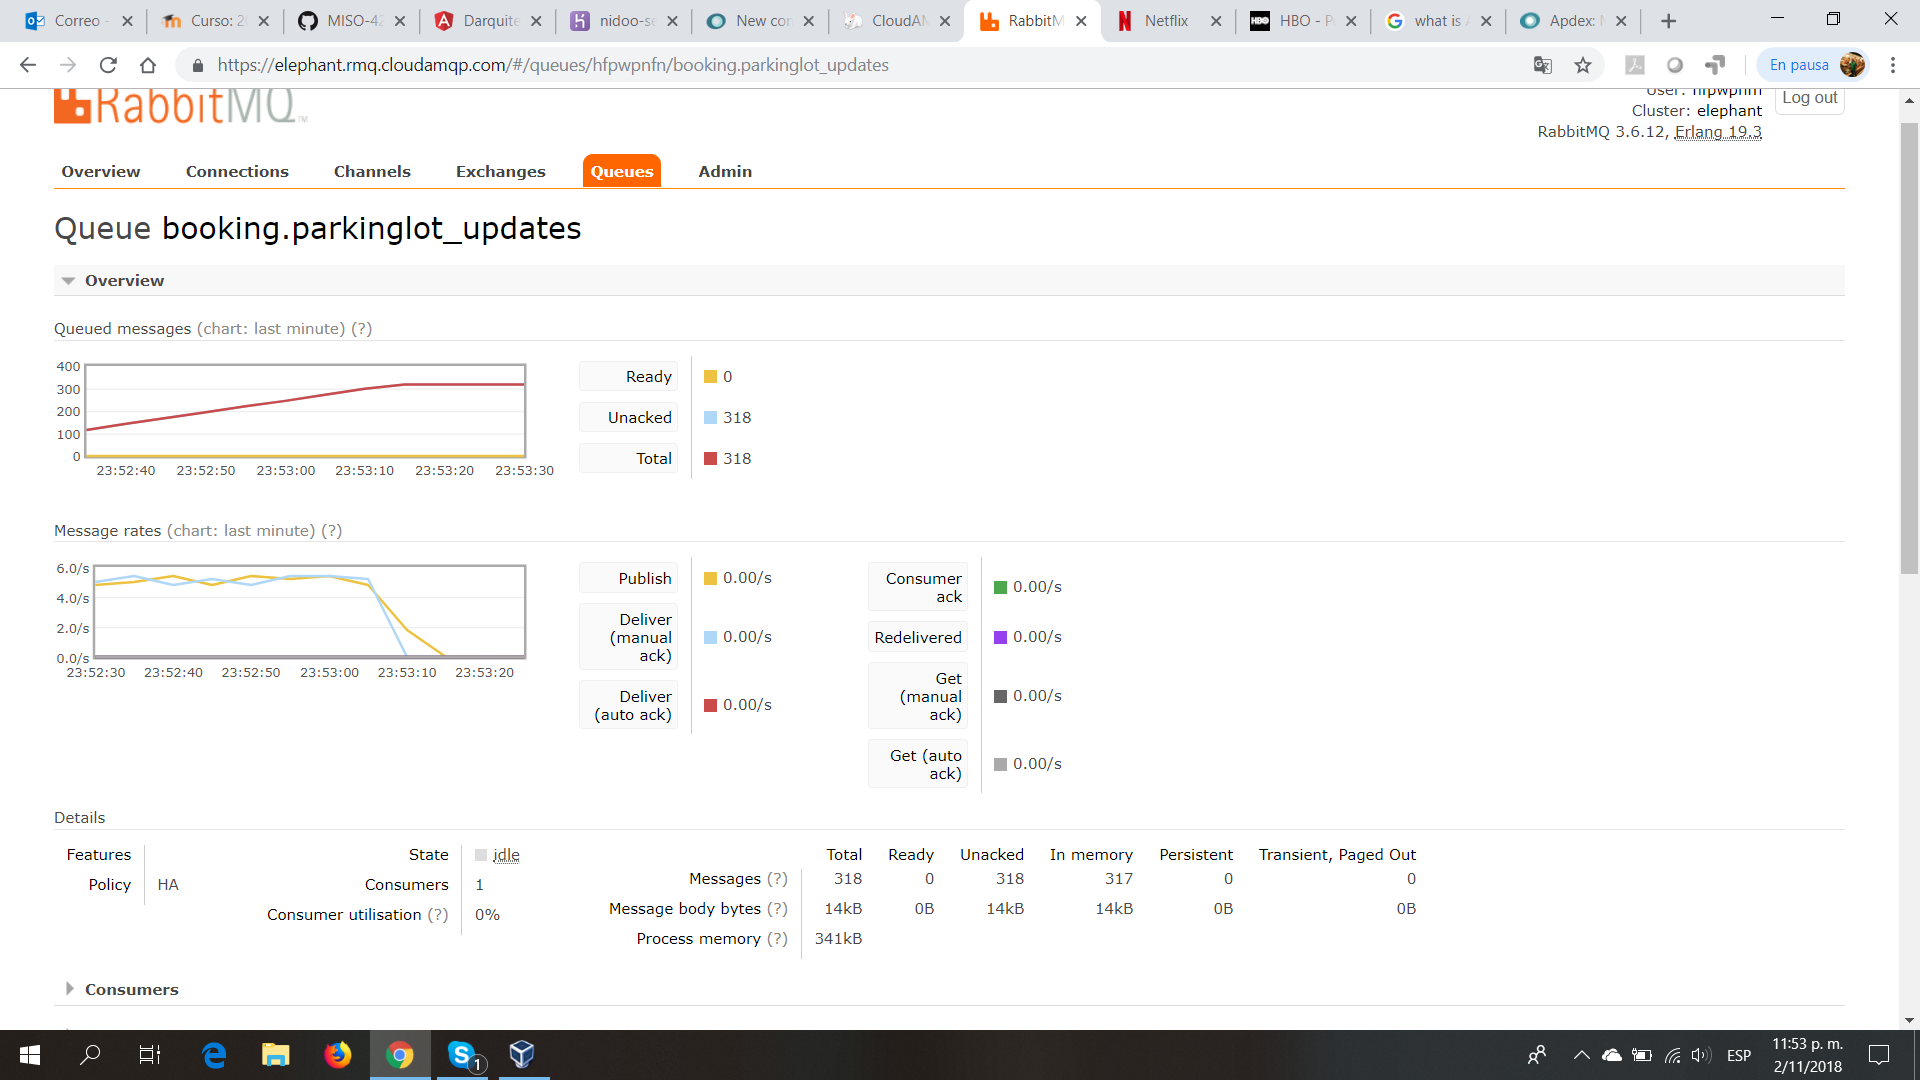 Correo - Curso: 20 MISO-42 Darquite nidoo-se New con CloudAM RabbitM Netflix HBO - P what is Apdex:
https://elephant.rmq.cloudamqp.com/#/queues/hfpwpnfn/booking.parkinglot_updates En pausa
RabbitMQ TM
User: hfpwpnfn Log out
Cluster: elephant
RabbitMQ 3.6.12, Erlang 19.3
Overview Connections Channels Exchanges Queues Admin
Queue booking.parkinglot_updates
Overview
Queued messages (chart: last minute) (?)
400
300
200
100
0
23:52:40 23:52:50 23:53:00 23:53:10 23:53:20 23:53:30
Ready 0
Unacked 318
Total 318
Message rates (chart: last minute) (?)
6.0/s
4.0/s
2.0/s
0.0/s
23:52:30 23:52:40 23:52:50 23:53:00 23:53:10 23:53:20
Publish 0.00/s
Deliver
(manual 0.00/s
ack)
Deliver
(auto ack) 0.00/s
Consumer
ack 0.00/s
Redelivered 0.00/s
Get
(manual 0.00/s
ack)
Get (auto
ack) 0.00/s
Details
Features
Policy HA
State idle
Consumers 1
Consumer utilisation (?) 0%
Total Ready Unacked In memory Persistent Transient, Paged Out
Messages (?) 318 0 318 317 0 0
Message body bytes (?) 14kB 0B 14kB 14kB 0B 0B
Process memory (?) 341kB
Consumers
1
ESP
11:53 p. m.
2/11/2018